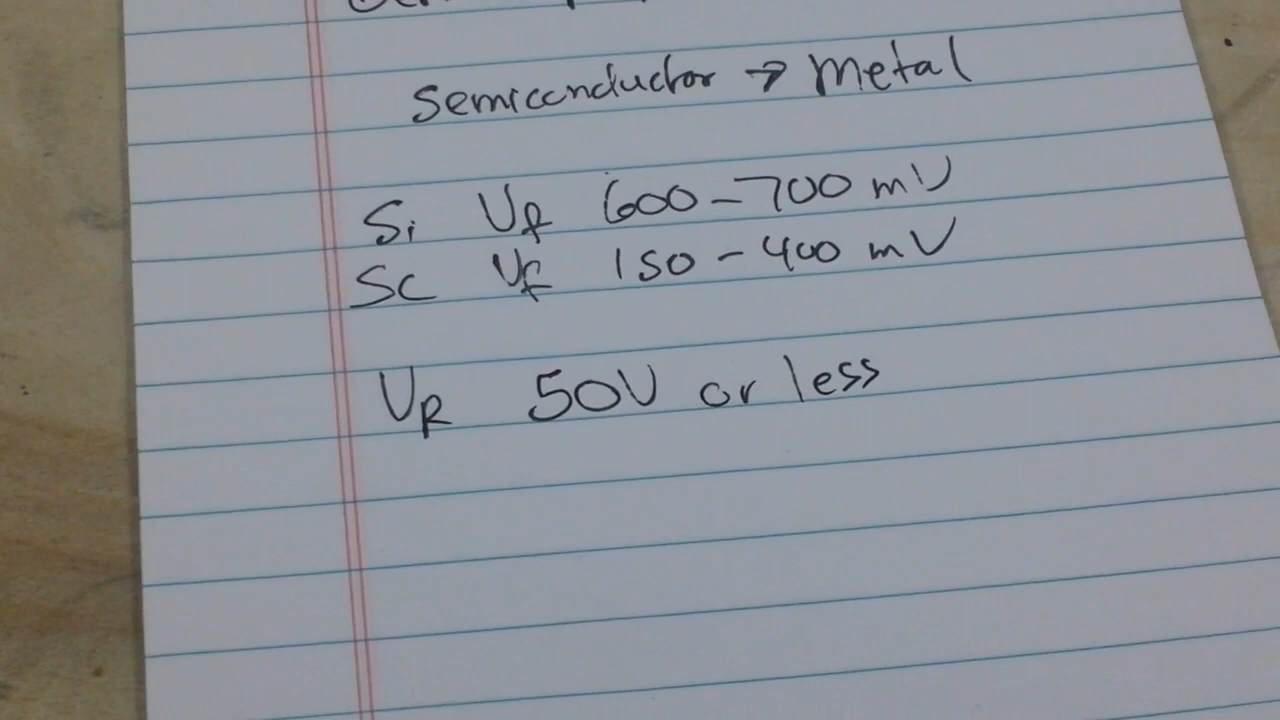 Semiconductor → Metal
Si Vf 600-700 mV
SC Vf 150-400 mV
VR 50V or less